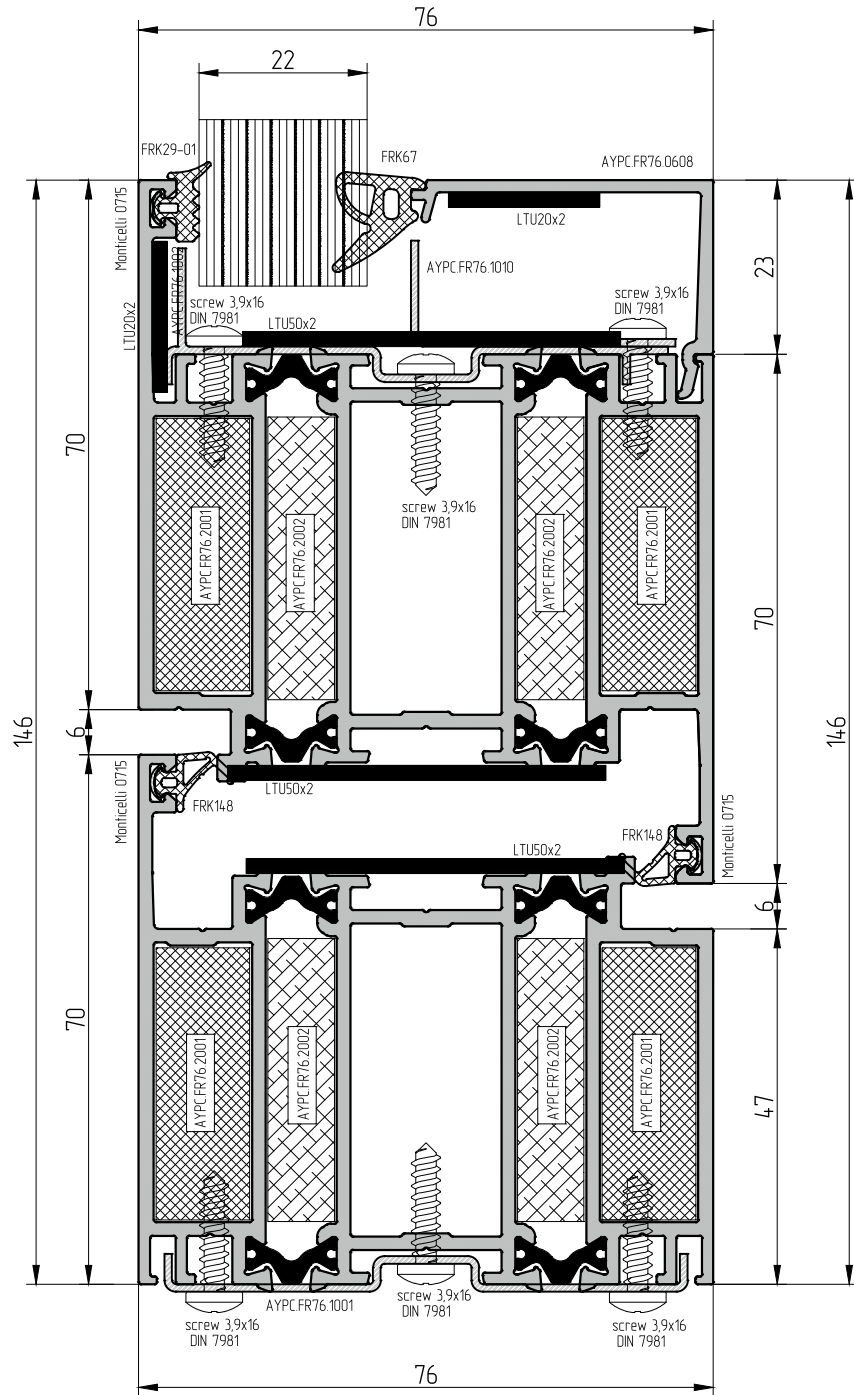 76
22
FRK29-01
FRK67
AYPC.FR76.0608
Monticelli 0715
LTU20x2
23
AYPC.FR76.1002
AYPC.FR76.1010
LTU20x2
screw 3,9x16
DIN 7981
screw 3,9x16
DIN 7981
LTU50x2
70
screw 3,9x16
DIN 7981
AYPC.FR76.2001
AYPC.FR76.2002
AYPC.FR76.2002
AYPC.FR76.2001
70
146
146
6
Monticelli 0715
LTU50x2
FRK148
FRK148
Monticelli 0715
LTU50x2
6
70
AYPC.FR76.2001
AYPC.FR76.2002
AYPC.FR76.2002
AYPC.FR76.2001
47
AYPC.FR76.1001
screw 3,9x16
DIN 7981
screw 3,9x16
DIN 7981
screw 3,9x16
DIN 7981
76